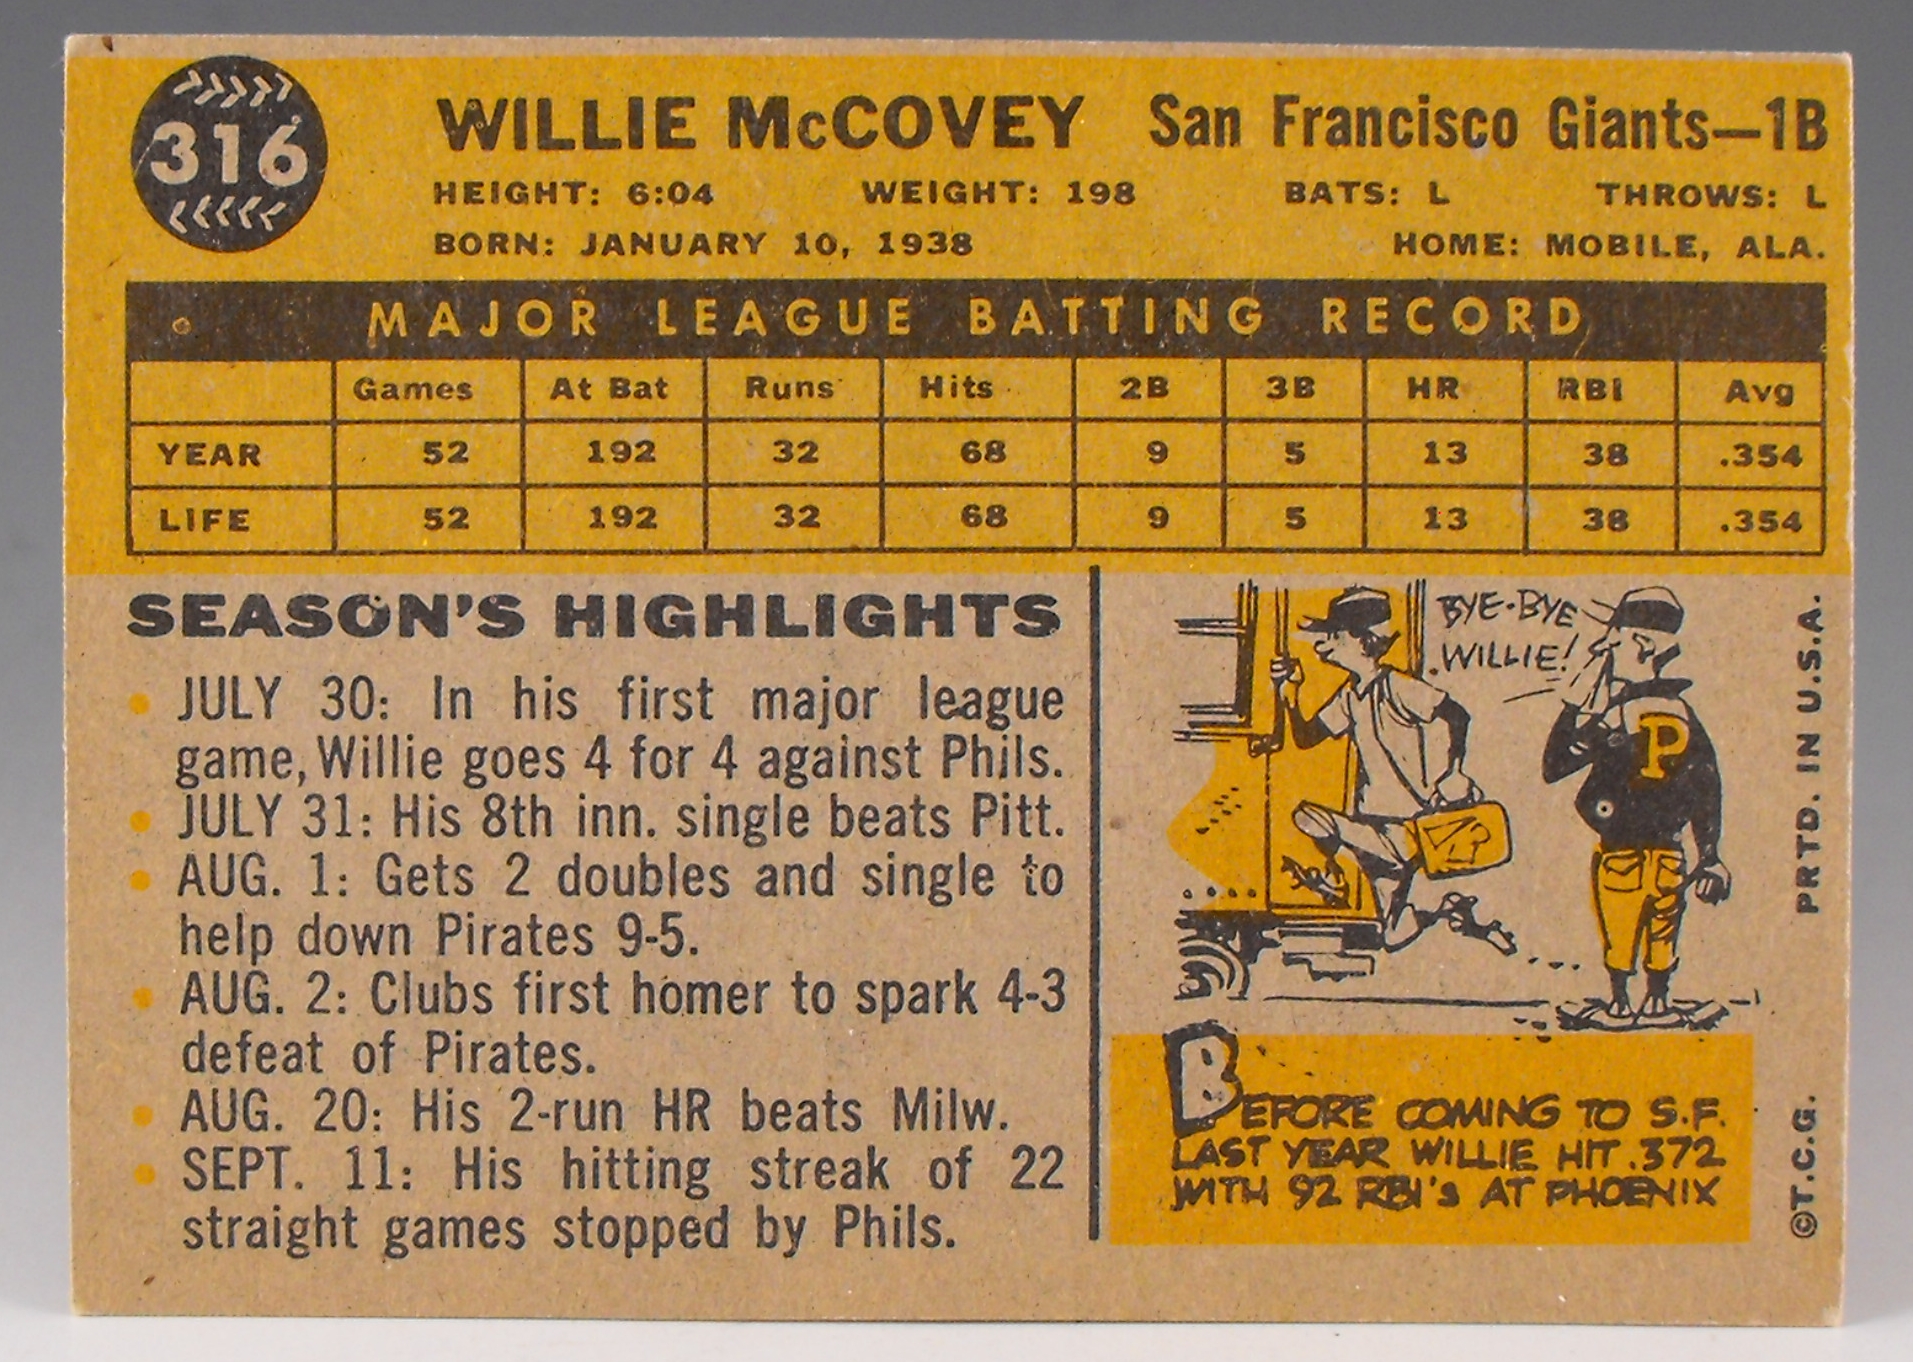 316
WILLIE McCOVEY San Francisco Giants—1B
HEIGHT: 6:04 WEIGHT: 198 BATS: L THROWS: L
BORN: JANUARY 10, 1938 HOME: MOBILE, ALA.
MAJOR LEAGUE BATTING RECORD
Games At Bat Runs Hits 2B 3B HR RBI Avg
YEAR 52 192 32 68 9 5 13 38 .354
LIFE 52 192 32 68 9 5 13 38 .354
SEASON'S HIGHLIGHTS
JULY 30: In his first major league
game, Willie goes 4 for 4 against Phils.
JULY 31: His 8th inn. single beats Pitt.
AUG. 1: Gets 2 doubles and single to
help down Pirates 9-5.
AUG. 2: Clubs first homer to spark 4-3
defeat of Pirates.
AUG. 20: His 2-run HR beats Milw.
SEPT. 11: His hitting streak of 22
straight games stopped by Phils.
BYE-BYE
WILLIE!
P
BEFORE COMING TO S.F.
LAST YEAR WILLIE HIT .372
WITH 92 RBI's AT PHOENIX
©T.C.G. PRTD. IN U.S.A.